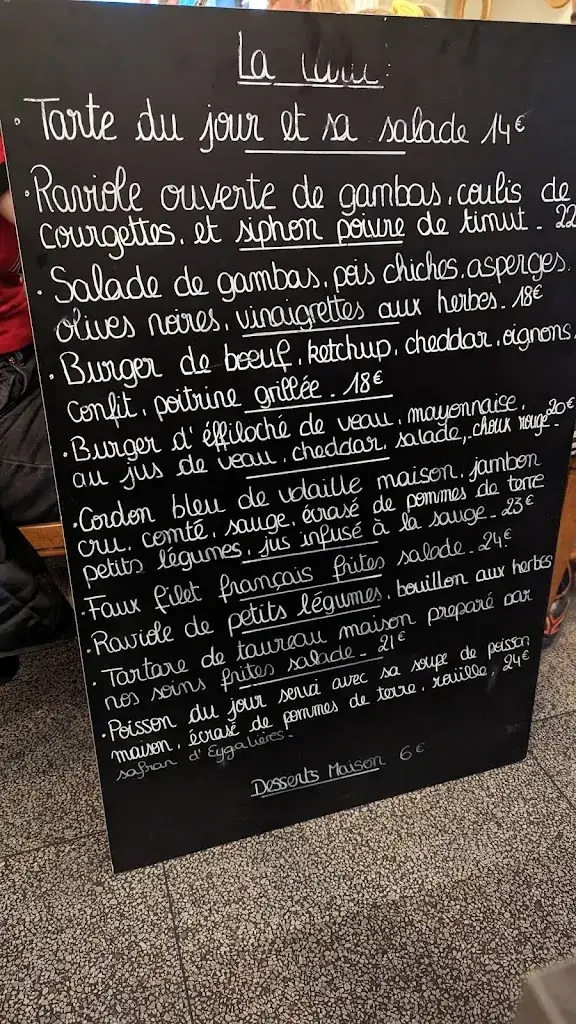 La
• Tarte du jour et sa salade 14€
• Raviole ouverte de gambas, coulis de
courgettes, et siphon poivre de timut - 22
• Salade de gambas, pois chiches, asperges,
olives noires, vinaigrettes aux herbes - 18€
• Burger de boeuf, ketchup, cheddar, oignons
confit, poitrine grillée - 18€
• Burger d'éffiloché de veau, mayonnaise, 20€
au jus de veau, cheddar, salade, choux rouge -
• Cordon bleu de volaille maison, jambon
cru, comté, sauge, écrasé de pommes de terre
petits légumes, jus infusé à la sauge - 23€
• Faux filet français frites salade - 24€
• Raviole de petits légumes, bouillon aux herbes
• Tartare de taureau maison preparé par
nos soins frites salade - 21€
• Poisson du jour servi avec sa soupe de poisson
maison, écrasé de pommes de terre, rouille, 24€
safran d'Eygalières -
Desserts Maison 6€